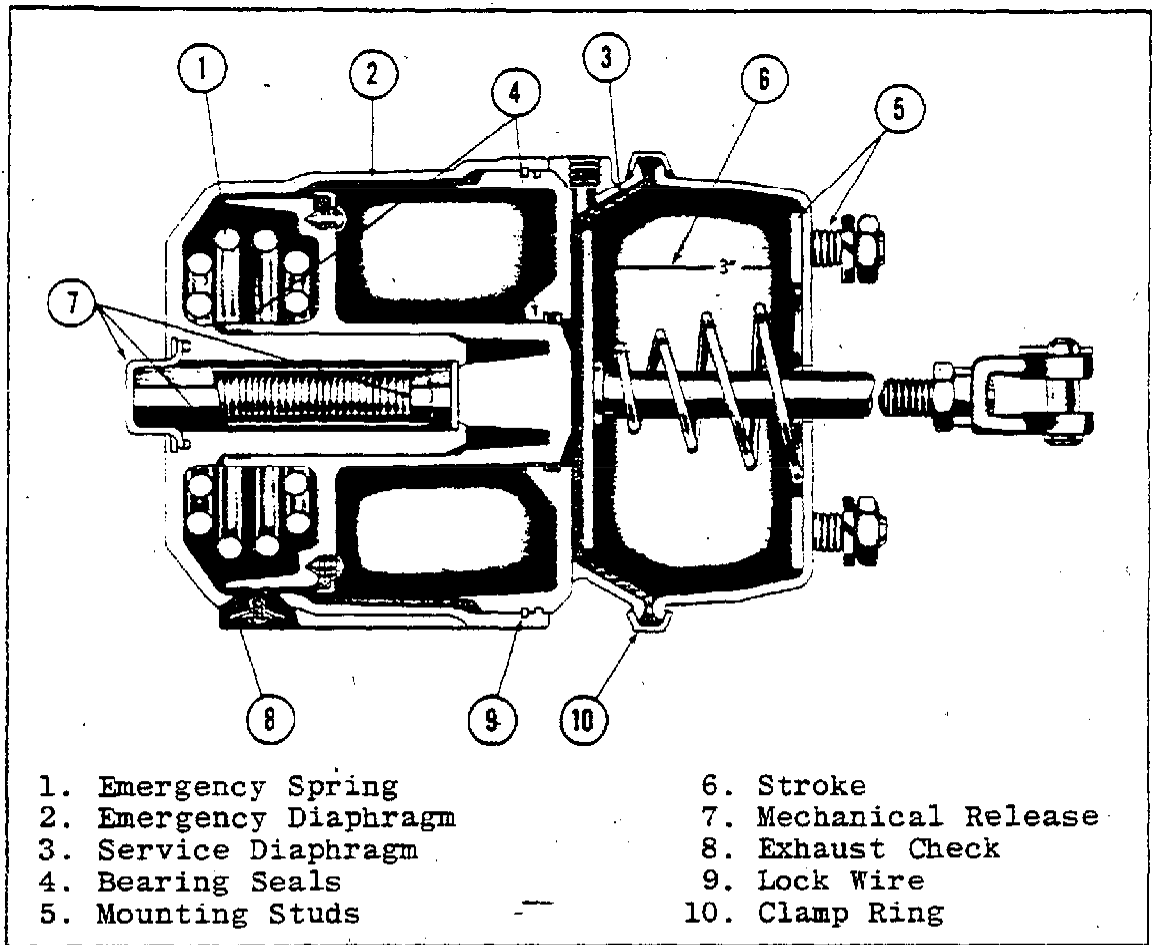 1
2
3
4
6
5
7
3"
8
9
10
1. Emergency Spring
2. Emergency Diaphragm
3. Service Diaphragm
4. Bearing Seals
5. Mounting Studs
6. Stroke
7. Mechanical Release
8. Exhaust Check
9. Lock Wire
10. Clamp Ring